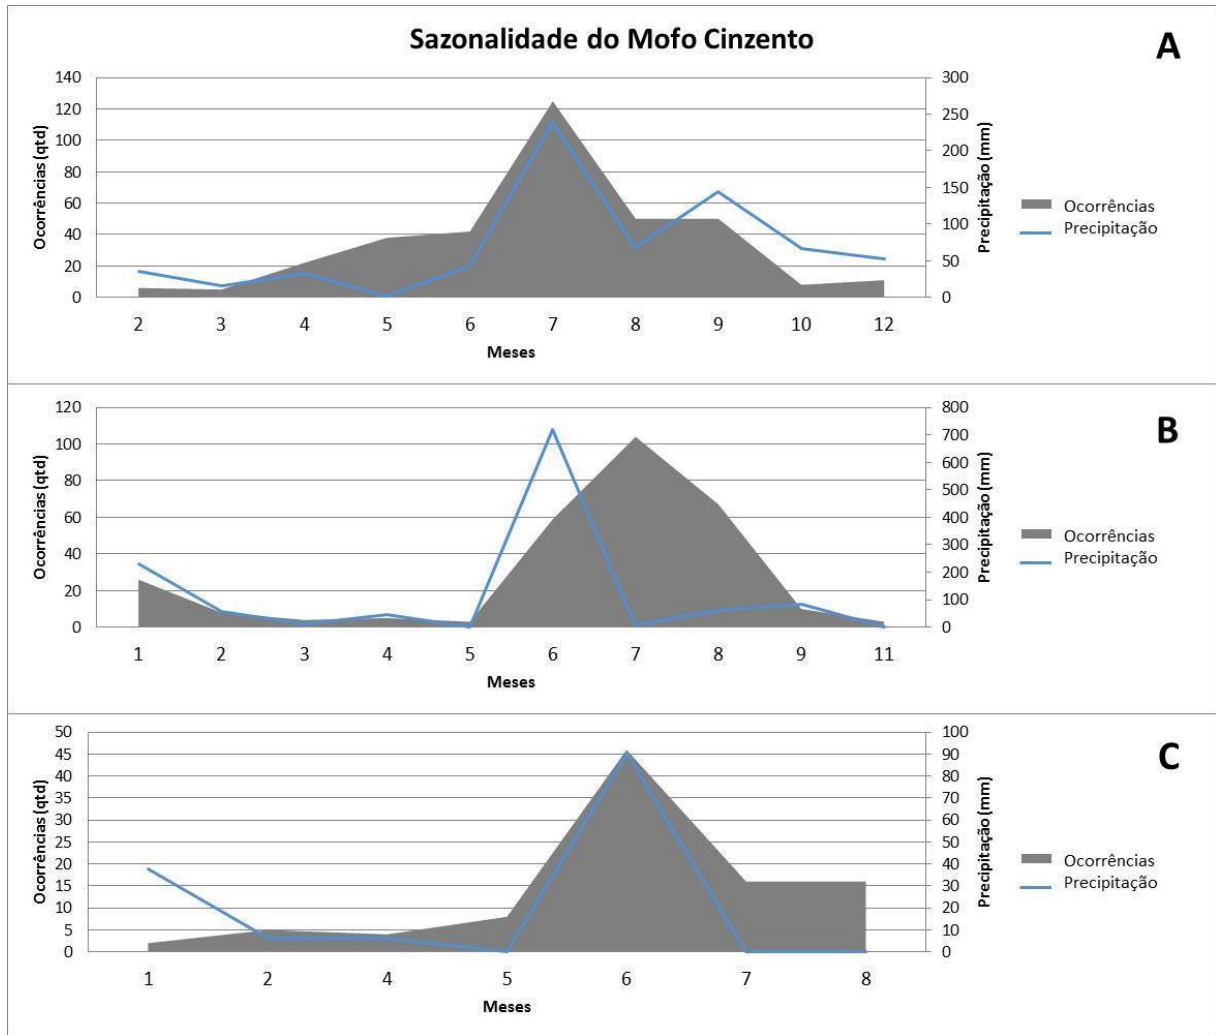 Sazonalidade do Mofo Cinzento
A
Ocorrências (qtd)
140
120
100
80
60
40
20
0
300
250
200
150
100
50
0
Precipitação (mm)
2 3 4 5 6 7 8 9 10 12
Meses
Ocorrências
Precipitação
B
Ocorrências (qtd)
120
100
80
60
40
20
0
800
700
600
500
400
300
200
100
0
Precipitação (mm)
1 2 3 4 5 6 7 8 9 11
Meses
Ocorrências
Precipitação
C
Ocorrências (qtd)
50
45
40
35
30
25
20
15
10
5
0
100
90
80
70
60
50
40
30
20
10
0
Precipitação (mm)
1 2 4 5 6 7 8
Meses
Ocorrências
Precipitação